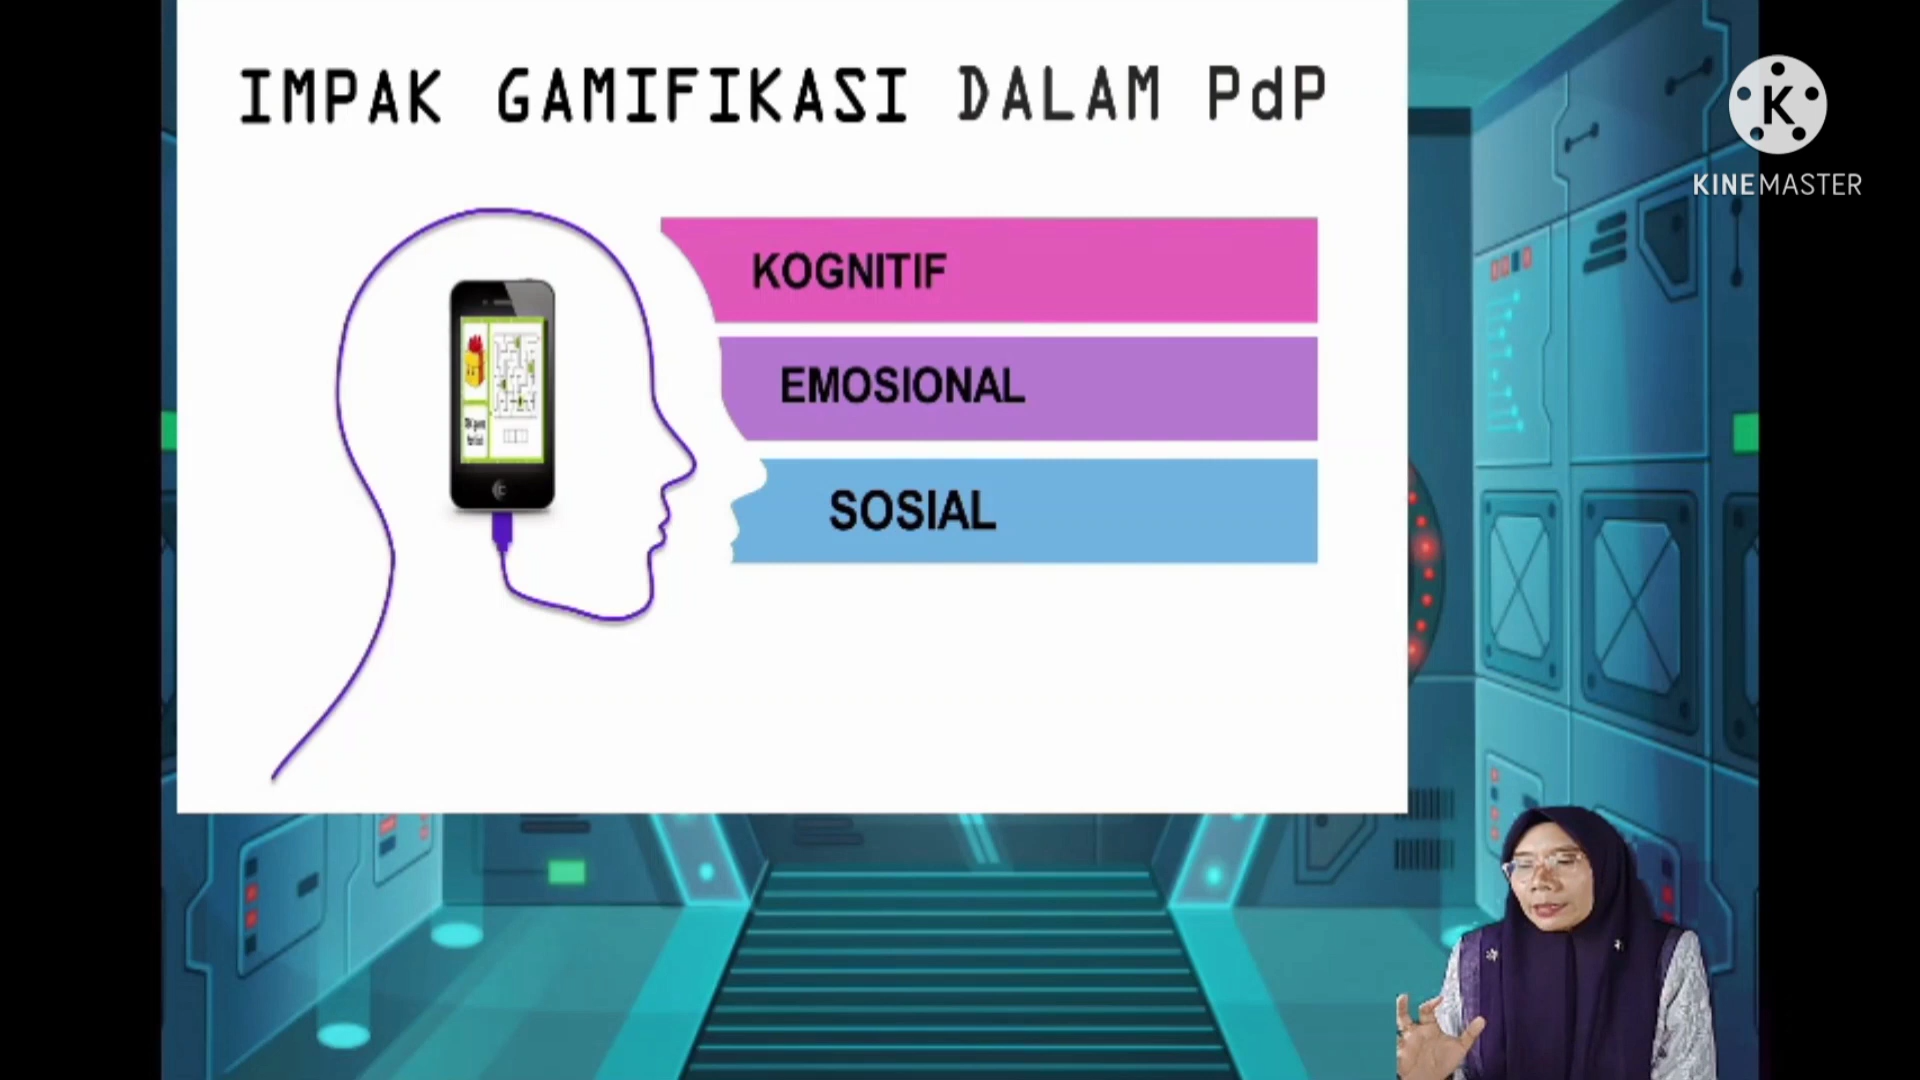 IMPAK GAMIFIKASI DALAM PdP
KOGNITIF
EMOSIONAL
SOSIAL
K
KINEMASTER